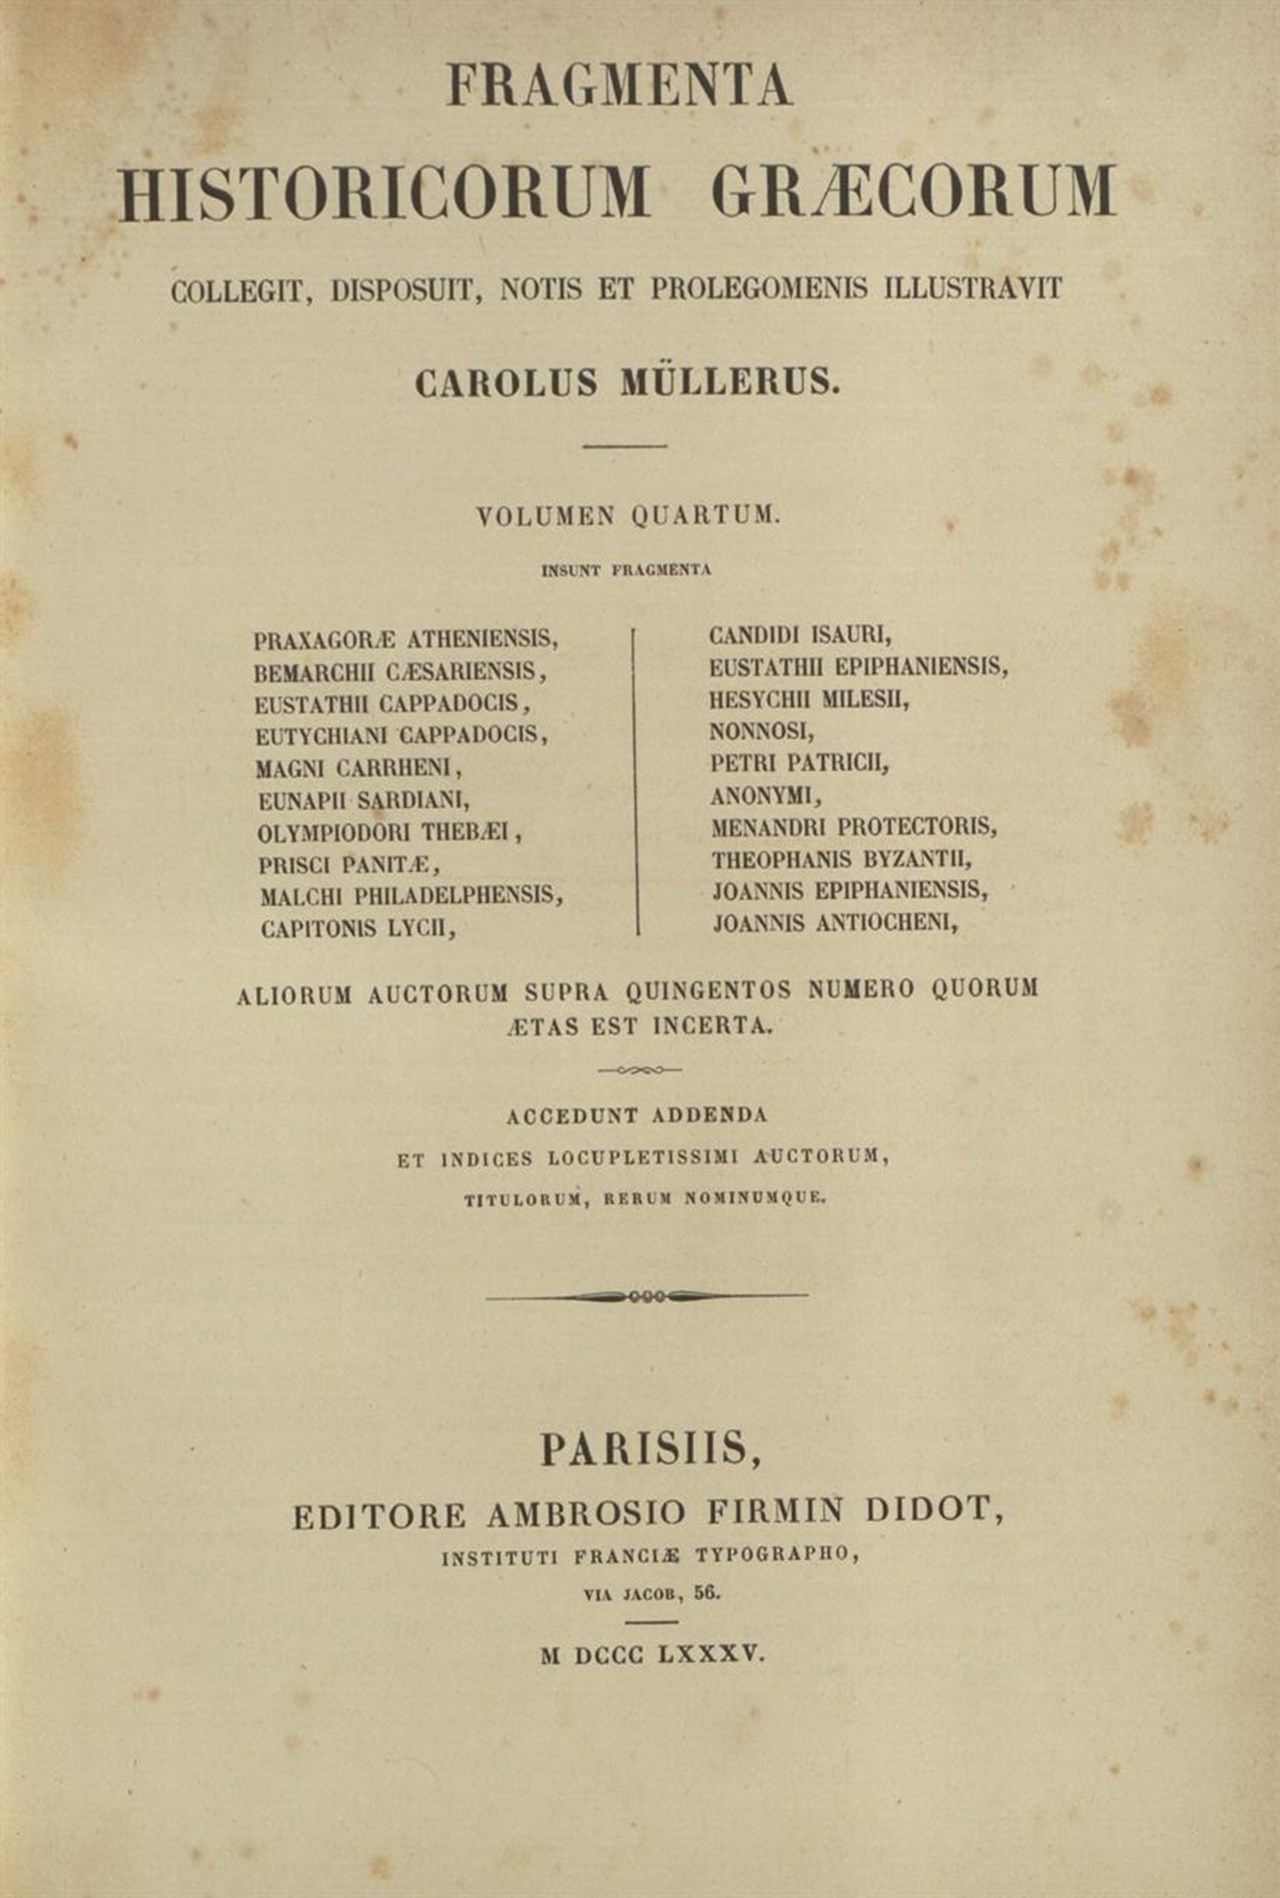 FRAGMENTA
HISTORICORUM GRÆCORUM
COLLEGIT, DISPOSUIT, NOTIS ET PROLEGOMENIS ILLUSTRAVIT
CAROLUS MÜLLERUS.
VOLUMEN QUARTUM.
INSUNT FRAGMENTA
PRAXAGORÆ ATHENIENSIS,
BEMARCHII CÆSARIENSIS,
EUSTATHII CAPPADOCIS,
EUTYCHIANI CAPPADOCIS,
MAGNI CARRHENI,
EUNAPII SARDIANI,
OLYMPIODORI THEBÆI,
PRISCI PANITÆ,
MALCHI PHILADELPHENSIS,
CAPITONIS LYCII,
CANDIDI ISAURI,
EUSTATHII EPIPHANIENSIS,
HESYCHII MILESII,
NONNOSI,
PETRI PATRICII,
ANONYMI,
MENANDRI PROTECTORIS,
THEOPHANIS BYZANTII,
JOANNIS EPIPHANIENSIS,
JOANNIS ANTIOCHENI,
ALIORUM AUCTORUM SUPRA QUINGENTOS NUMERO QUORUM
ÆTAS EST INCERTA.
ACCEDUNT ADDENDA
ET INDICES LOCUPLETISSIMI AUCTORUM,
TITULORUM, RERUM NOMINUMQUE.
PARISIIS,
EDITORE AMBROSIO FIRMIN DIDOT,
INSTITUTI FRANCIÆ TYPOGRAPHO,
VIA JACOB, 56.
M DCCC LXXXV.